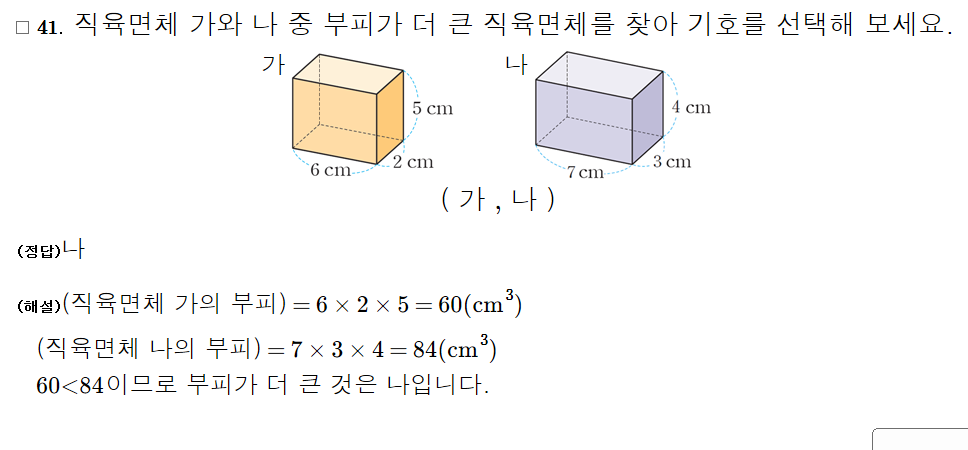 □ 41. 직육면체 가와 나 중 부피가 더 큰 직육면체를 찾아 기호를 선택해 보세요.
가 나
5 cm 4 cm
2 cm 3 cm
6 cm 7 cm
( 가 , 나 )
(정답)나
(해설)(직육면체 가의 부피) = 6 × 2 × 5 = 60(cm³)
(직육면체 나의 부피) = 7 × 3 × 4 = 84(cm³)
60<84이므로 부피가 더 큰 것은 나입니다.